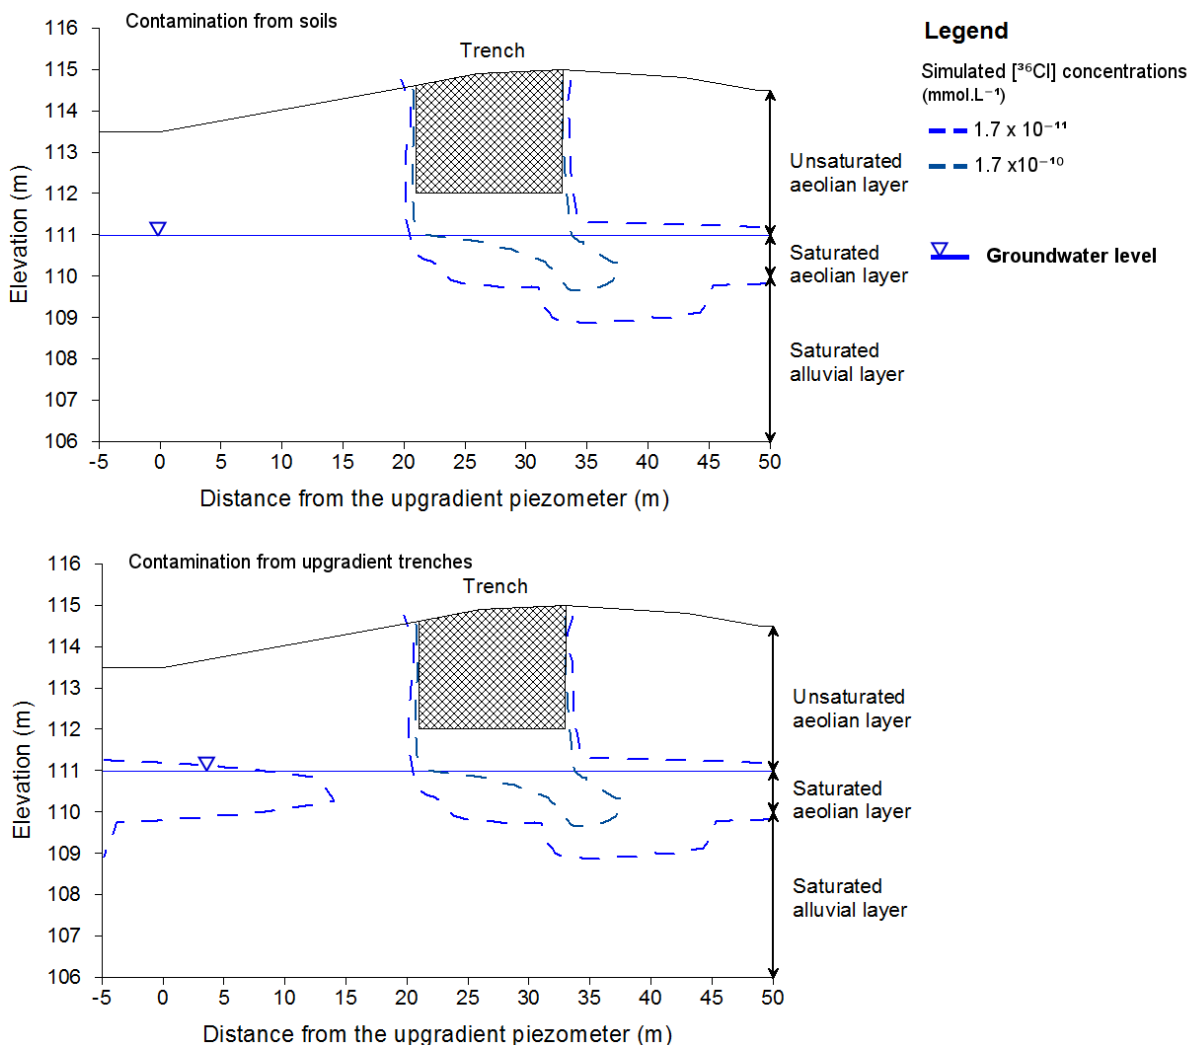 Contamination from soils
Trench
116
115
114
113
112
111
110
109
108
107
106
Elevation (m)
-5 0 5 10 15 20 25 30 35 40 45 50
Distance from the upgradient piezometer (m)
Unsaturated
aeolian layer
Saturated
aeolian layer
Saturated
alluvial layer
Legend
Simulated [³⁶Cl] concentrations
(mmol.L⁻¹)
1.7 x 10⁻¹¹
1.7 x10⁻¹⁰
Groundwater level
Contamination from upgradient trenches
Trench
116
115
114
113
112
111
110
109
108
107
106
Elevation (m)
-5 0 5 10 15 20 25 30 35 40 45 50
Distance from the upgradient piezometer (m)
Unsaturated
aeolian layer
Saturated
aeolian layer
Saturated
alluvial layer